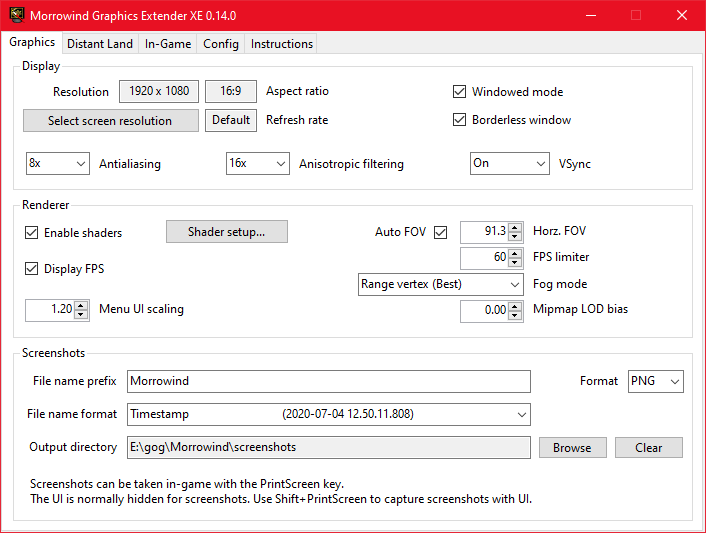 Morrowind Graphics Extender XE 0.14.0
Graphics Distant Land In-Game Config Instructions
Display
Resolution 1920 x 1080 16:9 Aspect ratio Windowed mode
Select screen resolution Default Refresh rate Borderless window
8x Antialiasing 16x Anisotropic filtering On VSync
Renderer
Enable shaders Shader setup... Auto FOV 91.3 Horz. FOV
60 FPS limiter
Display FPS
Range vertex (Best) Fog mode
1.20 Menu UI scaling 0.00 Mipmap LOD bias
Screenshots
File name prefix Morrowind Format PNG
File name format Timestamp (2020-07-04 12.50.11.808)
Output directory E:\gog\Morrowind\screenshots Browse Clear
Screenshots can be taken in-game with the PrintScreen key.
The UI is normally hidden for screenshots. Use Shift+PrintScreen to capture screenshots with UI.